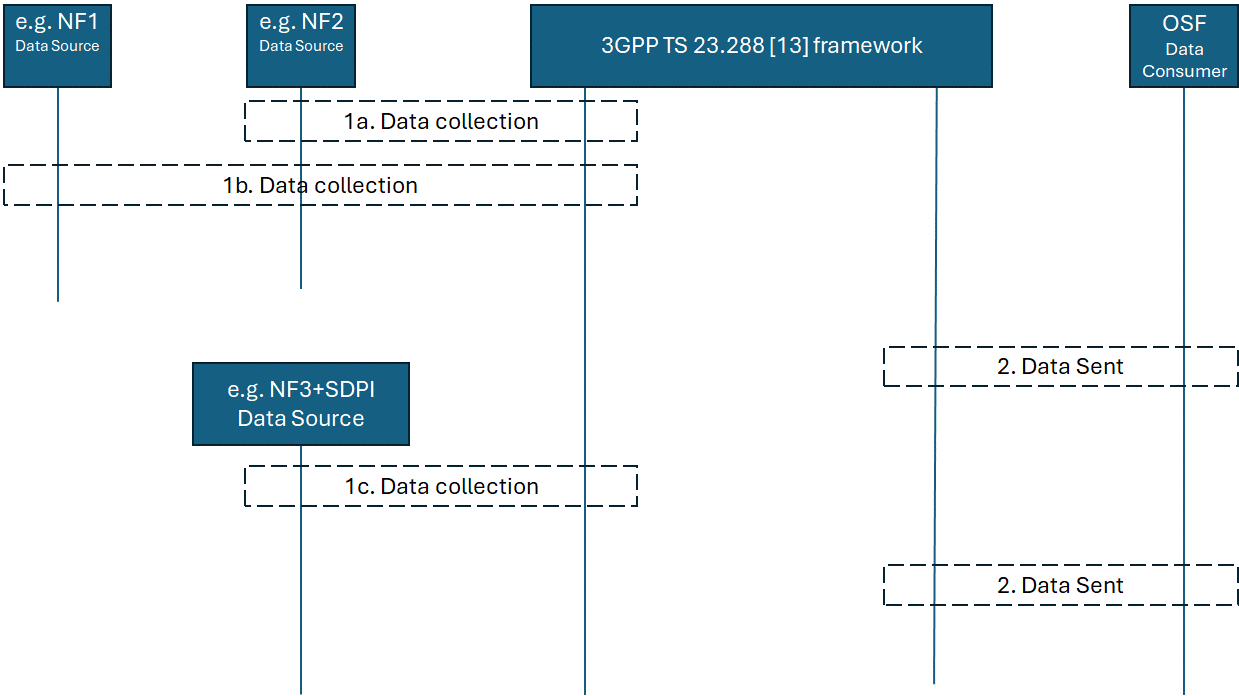 e.g. NF1
Data Source
e.g. NF2
Data Source
3GPP TS 23.288 [13] framework
OSF
Data
Consumer
1a. Data collection
1b. Data collection
2. Data Sent
e.g. NF3+SDPI
Data Source
1c. Data collection
2. Data Sent